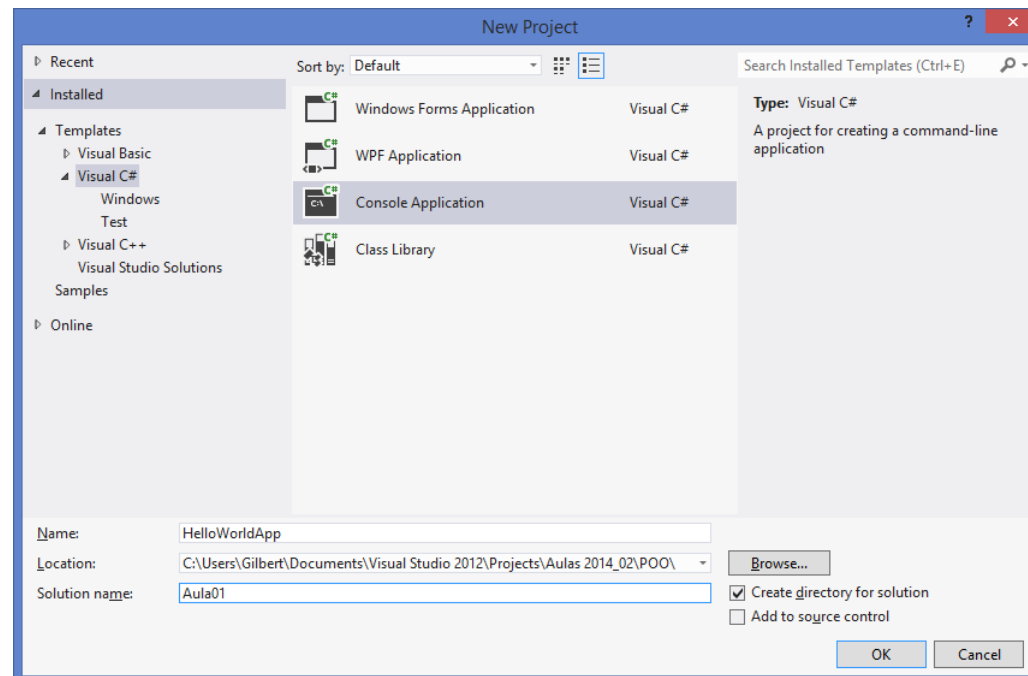 New Project
?
Recent
Installed
Templates
Visual Basic
Visual C#
Windows
Test
Visual C++
Visual Studio Solutions
Samples
Online
Sort by: Default
C# Windows Forms Application Visual C#
C# WPF Application Visual C#
C# C:\ Console Application Visual C#
C# Class Library Visual C#
Search Installed Templates (Ctrl+E)
Type: Visual C#
A project for creating a command-line
application
Name: HelloWorldApp
Location: C:\Users\Gilbert\Documents\Visual Studio 2012\Projects\Aulas 2014_02\POO\ Browse...
Solution name: Aula01
Create directory for solution
Add to source control
OK Cancel